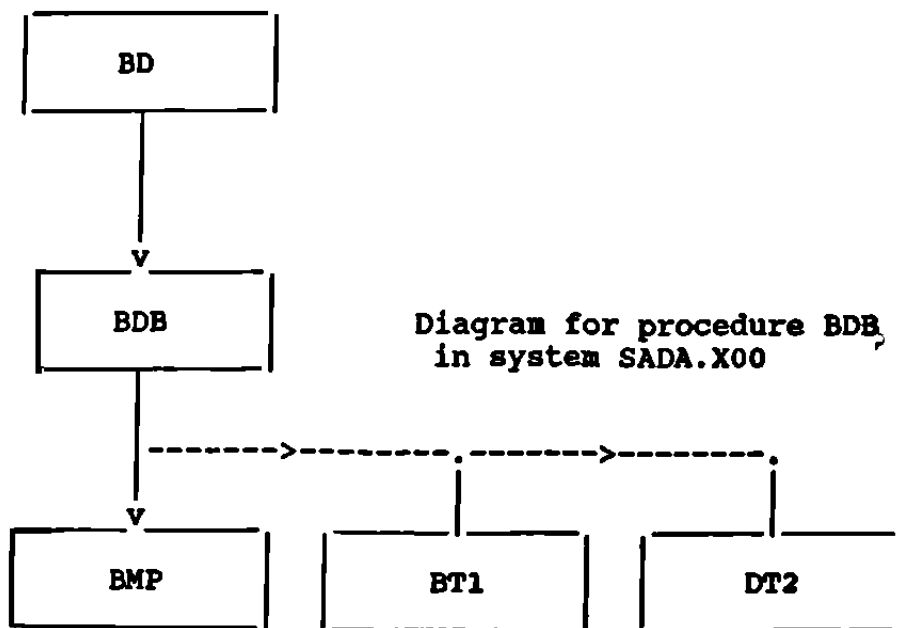 BD
BDB
Diagram for procedure BDB,
in system SADA.X00
BMP
BT1
DT2